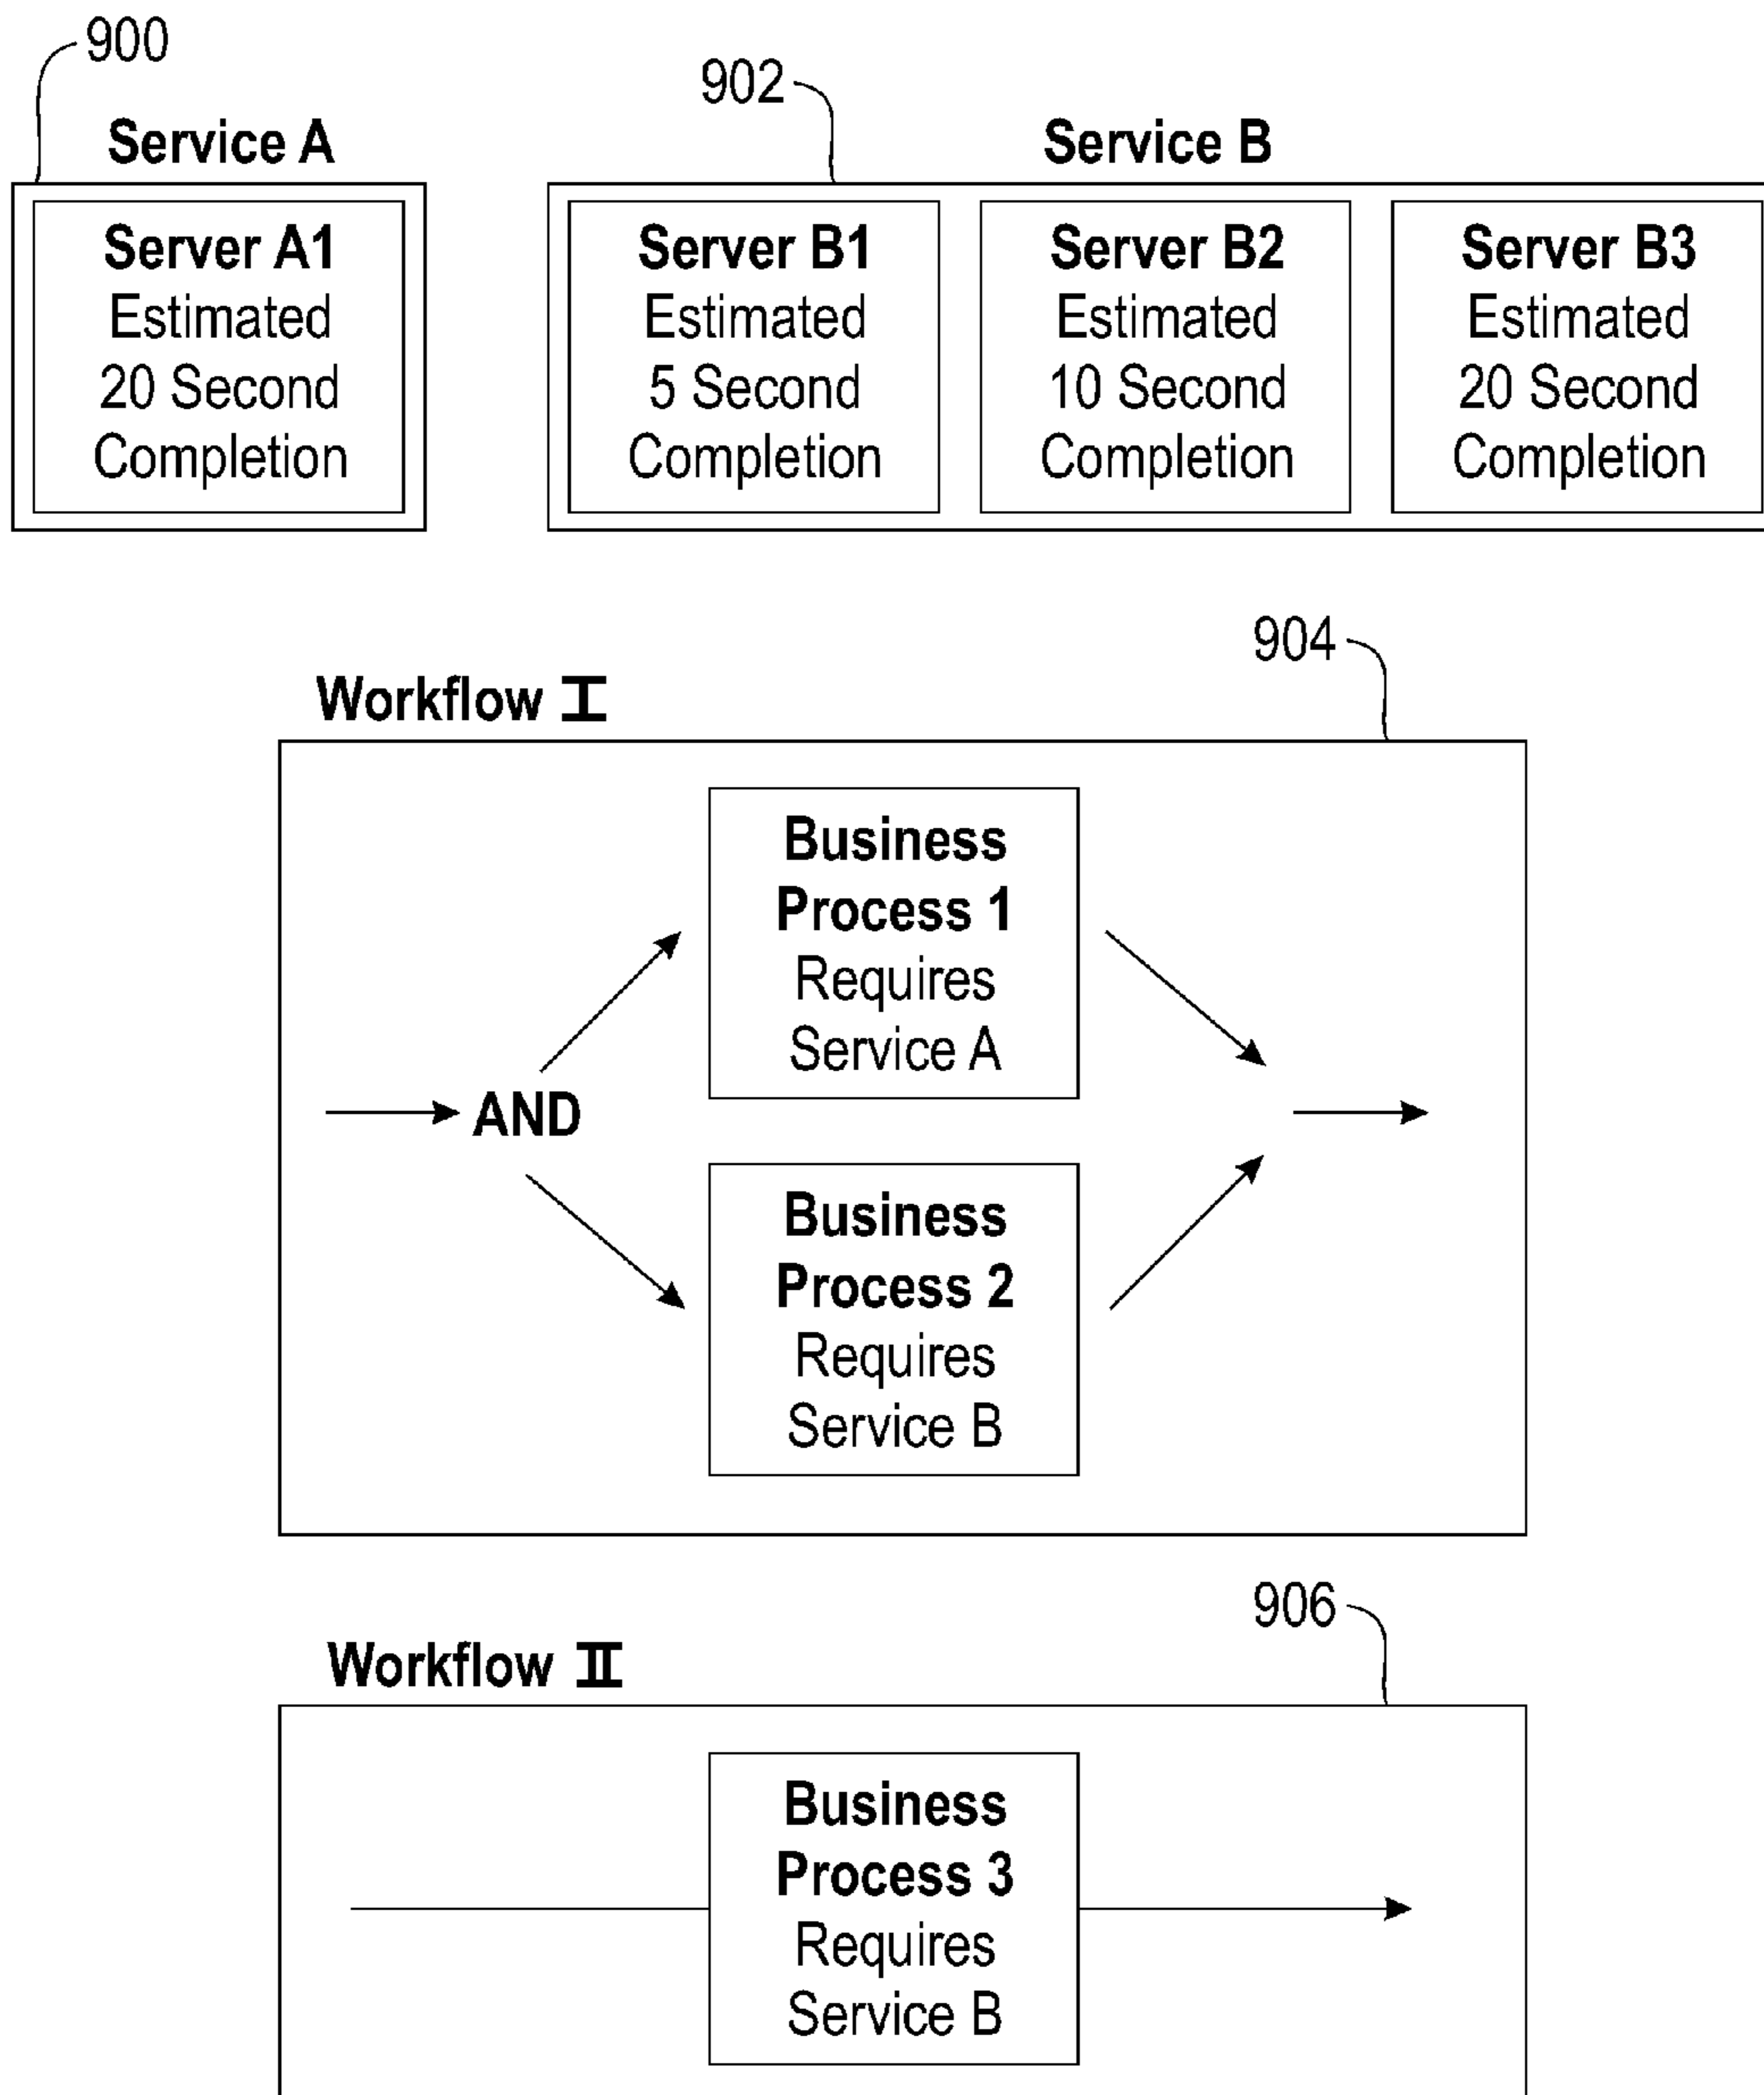 900
902
Service A
Service B
Server A1
Estimated
20 Second
Completion
Server B1
Estimated
5 Second
Completion
Server B2
Estimated
10 Second
Completion
Server B3
Estimated
20 Second
Completion
904
Workflow I
Business
Process 1
Requires
Service A
AND
Business
Process 2
Requires
Service B
906
Workflow II
Business
Process 3
Requires
Service B